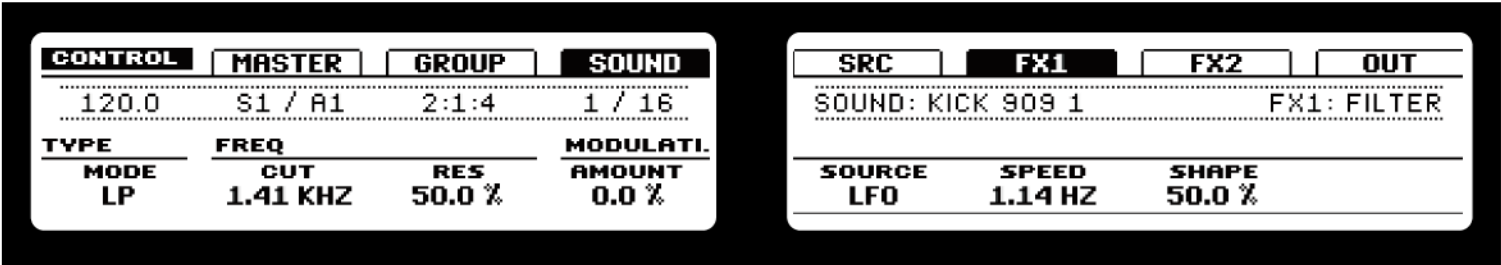 CONTROL MASTER GROUP SOUND
120.0 S1 / A1 2:1:4 1 / 16
TYPE FREQ MODULATI.
MODE CUT RES AMOUNT
LP 1.41 KHZ 50.0 % 0.0 %
SRC FX1 FX2 OUT
SOUND: KICK 909 1 FX1: FILTER
SOURCE SPEED SHAPE
LFO 1.14 HZ 50.0 %